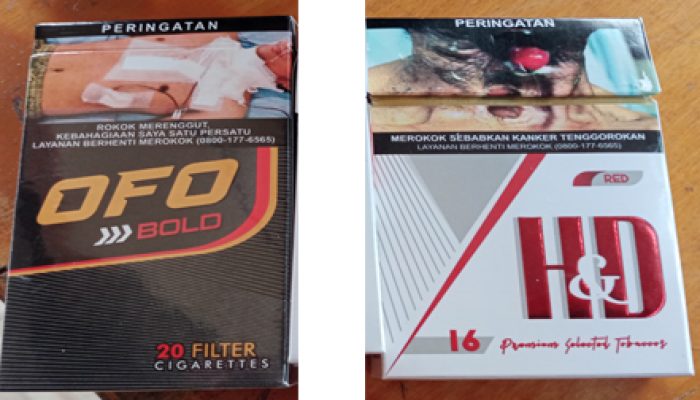 PERINGATAN
ROKOK MERENGGUT,
KEBAHAGIAAN SAYA SATU PERSATU
LAYANAN BERHENTI MEROKOK (0800-177-6565)
OFO
BOLD
20 FILTER
CIGARETTES
PERINGATAN
MEROKOK SEBABKAN KANKER TENGGOROKAN
LAYANAN BERHENTI MEROKOK (0800-177-6565)
RED
H&D
16 Premium Selected Tobaccos